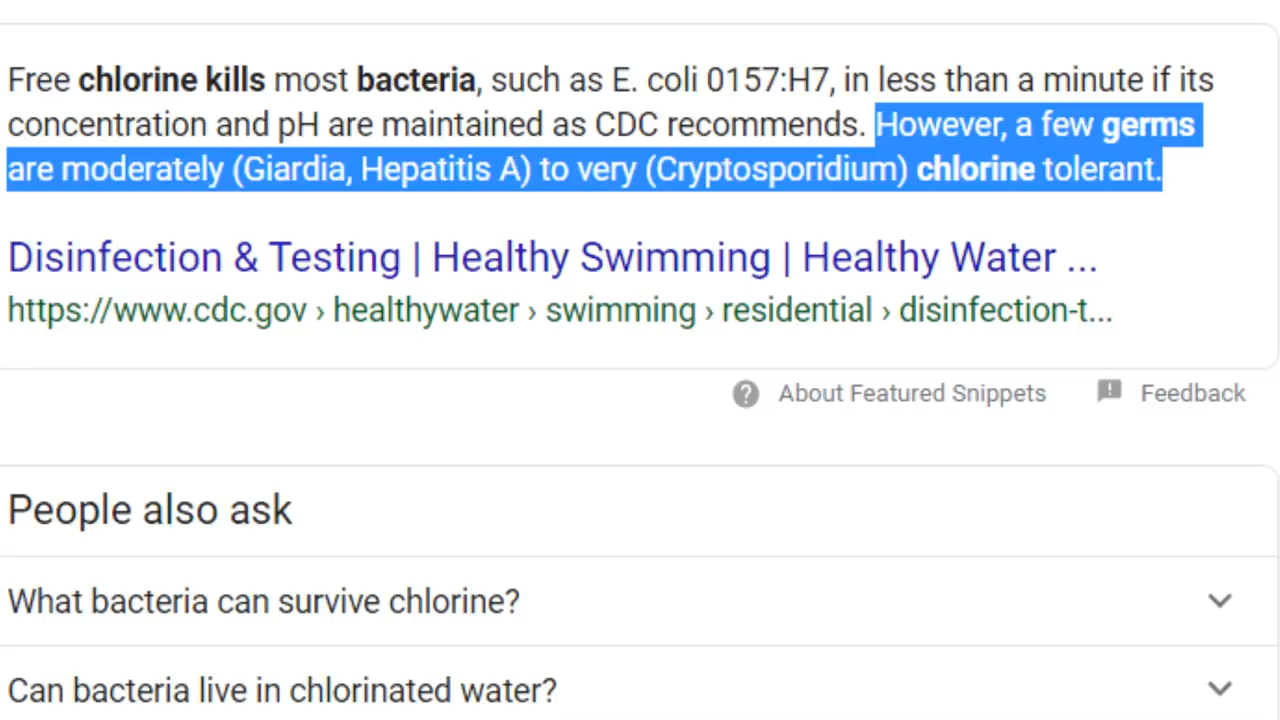 Free chlorine kills most bacteria, such as E. coli 0157:H7, in less than a minute if its
concentration and pH are maintained as CDC recommends. However, a few germs
are moderately (Giardia, Hepatitis A) to very (Cryptosporidium) chlorine tolerant.
Disinfection & Testing | Healthy Swimming | Healthy Water ...
https://www.cdc.gov › healthywater › swimming › residential › disinfection-t...
About Featured Snippets Feedback
People also ask
What bacteria can survive chlorine?
Can bacteria live in chlorinated water?